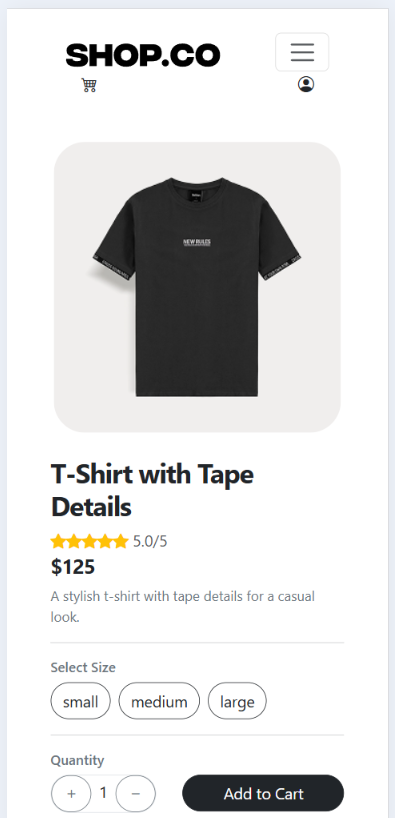 SHOP.CO
NEW RULES
T-Shirt with Tape
Details
5.0/5
$125
A stylish t-shirt with tape details for a casual
look.
Select Size
small medium large
Quantity
+ 1 − Add to Cart